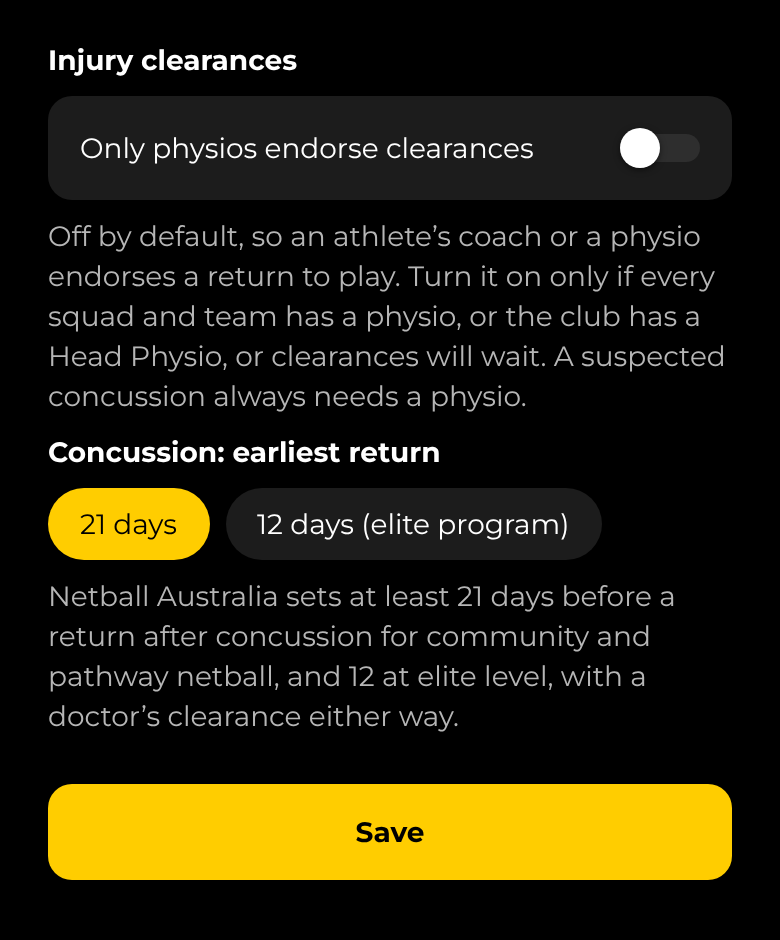 Injury clearances
Only physios endorse clearances
Off by default, so an athlete’s coach or a physio
endorses a return to play. Turn it on only if every
squad and team has a physio, or the club has a
Head Physio, or clearances will wait. A suspected
concussion always needs a physio.
Concussion: earliest return
21 days
12 days (elite program)
Netball Australia sets at least 21 days before a
return after concussion for community and
pathway netball, and 12 at elite level, with a
doctor’s clearance either way.
Save